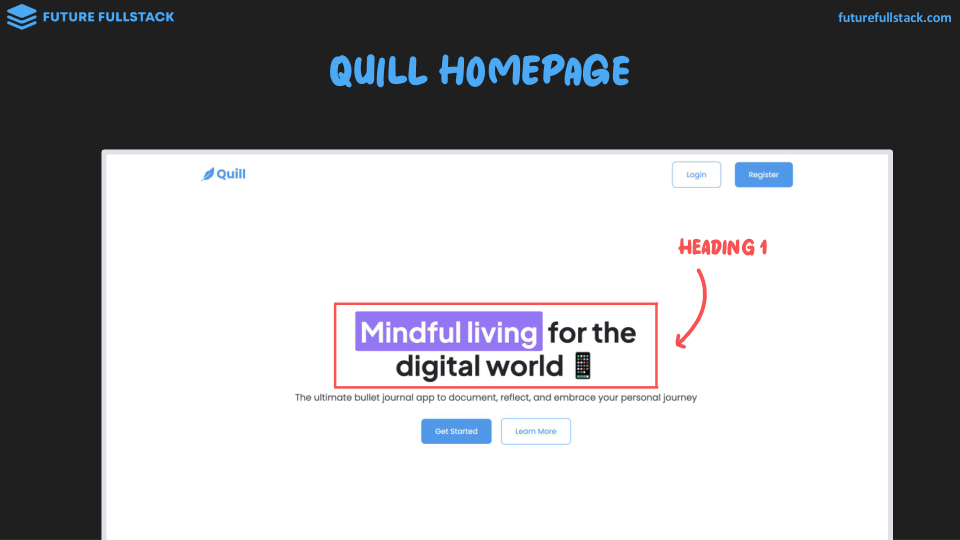 FUTURE FULLSTACK
futurefullstack.com
QUILL HOMEPAGE
Quill
Login
Register
HEADING 1
Mindful living for the
digital world 📱
The ultimate bullet journal app to document, reflect, and embrace your personal journey
Get Started
Learn More